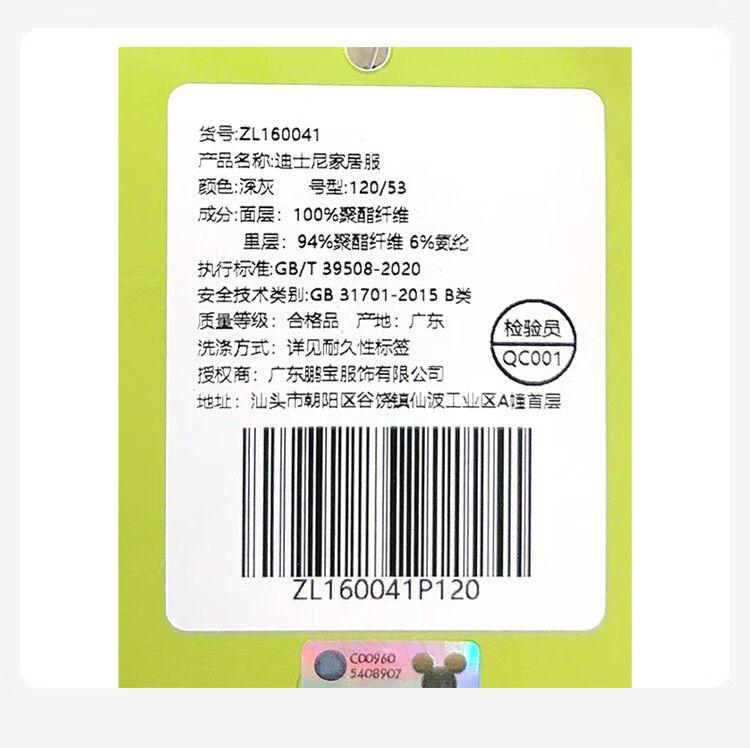 货号:ZL160041
产品名称:迪士尼家居服
颜色:深灰 号型:120/53
成分:面层：100%聚酯纤维
里层：94%聚酯纤维 6%氨纶
执行标准:GB/T 39508-2020
安全技术类别:GB 31701-2015 B类
质量等级：合格品 产地：广东
洗涤方式：详见耐久性标签
授权商：广东鹏宝服饰有限公司
地址：汕头市朝阳区谷饶镇仙波工业区A幢首层
检验员
QC001
ZL160041P120
C00960
5408907